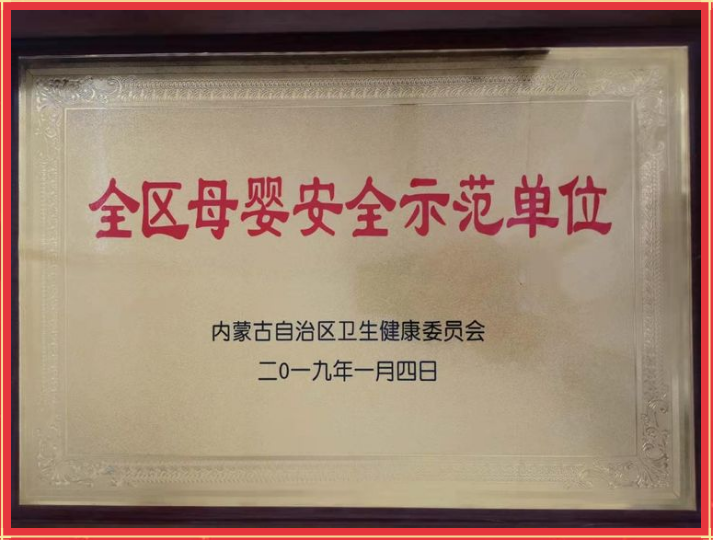 全区母婴安全示范单位
内蒙古自治区卫生健康委员会
二0一九年一月四日